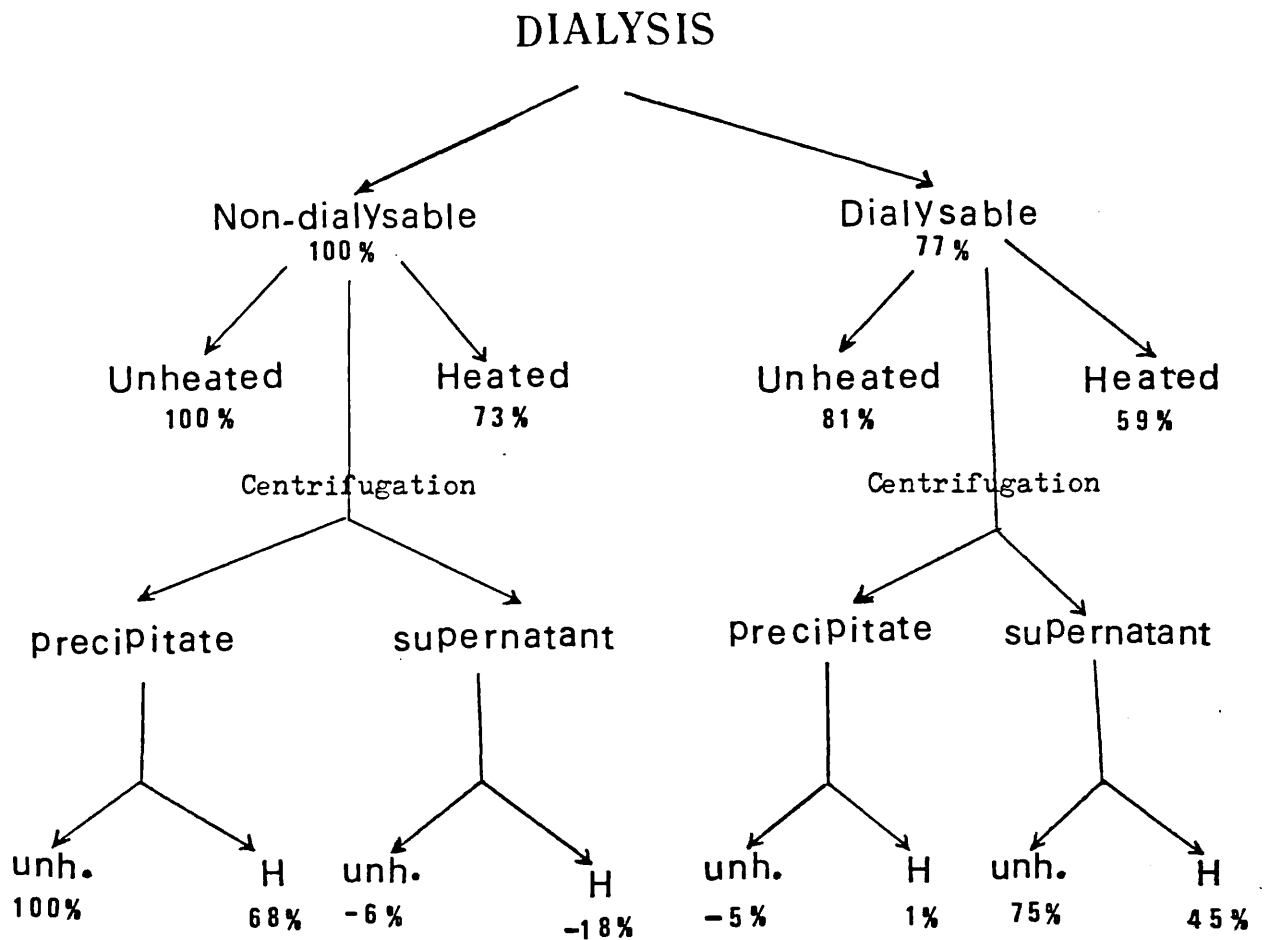 DIALYSIS
Non-dialysable Dialysable
100% 77%
Unheated Heated Unheated Heated
100% 73% 81% 59%
Centrifugation Centrifugation
precipitate supernatant precipitate supernatant
unh. H unh. H unh. H unh. H
100% 68% -6% -18% -5% 1% 75% 45%